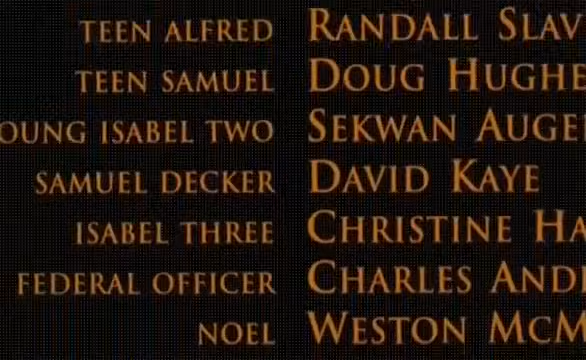 TEEN ALFRED RANDALL SLAV
TEEN SAMUEL DOUG HUGHE
OUNG ISABEL TWO SEKWAN AUGE
SAMUEL DECKER DAVID KAYE
ISABEL THREE CHRISTINE HA
FEDERAL OFFICER CHARLES AND
NOEL WESTON MCM